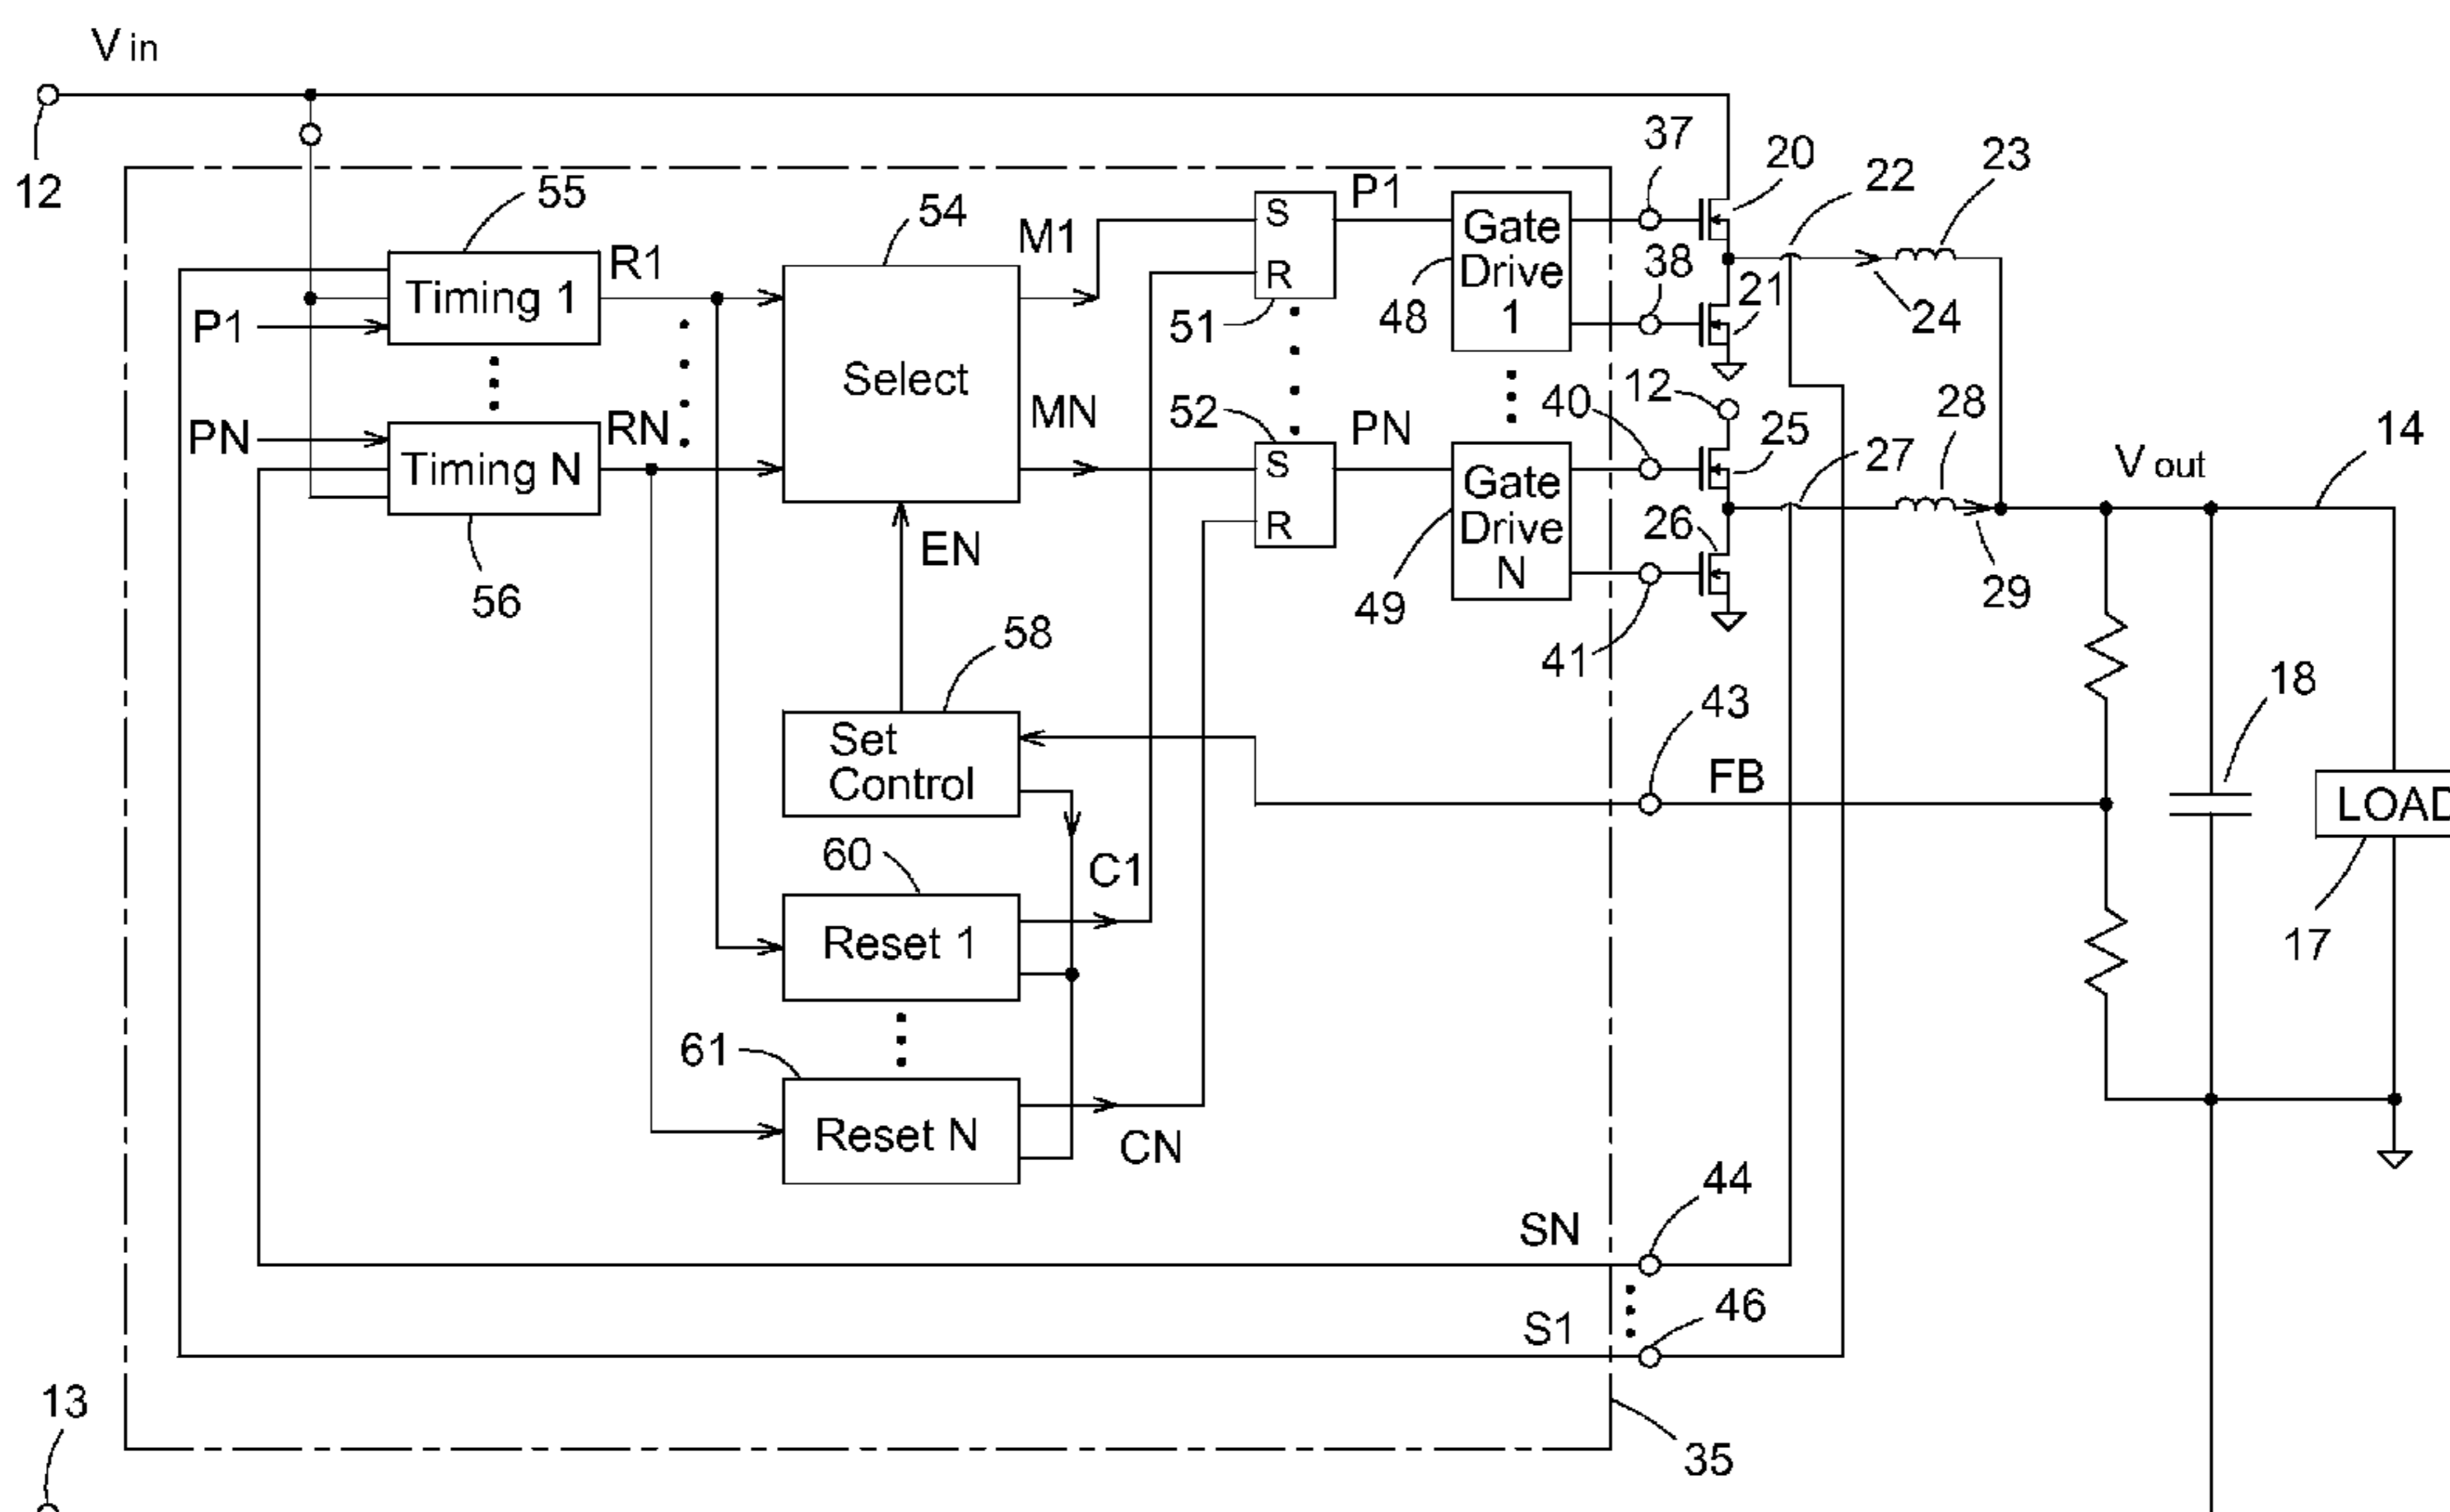 Vin
12
37
20
22
23
55
54
M1
S
R
P1
Gate
Drive
1
38
21
24
R1
Timing 1
P1
51
48
Select
12
28
14
PN
RN
MN
52
S
R
PN
40
25
27
Vout
Timing N
Gate
Drive
N
26
EN
56
49
29
41
58
18
Set
Control
43
FB
LOAD
60
C1
Reset 1
17
61
Reset N
CN
44
SN
46
S1
13
35